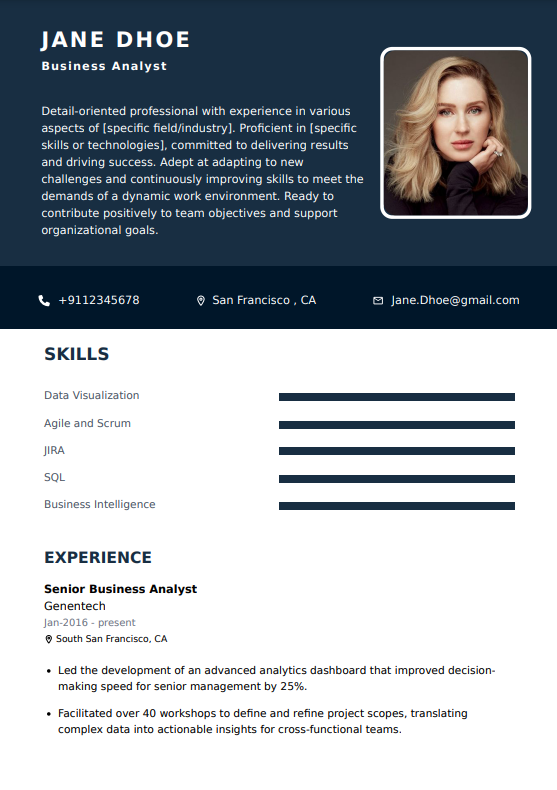 JANE DHOE
Business Analyst
Detail-oriented professional with experience in various
aspects of [specific field/industry]. Proficient in [specific
skills or technologies], committed to delivering results
and driving success. Adept at adapting to new
challenges and continuously improving skills to meet the
demands of a dynamic work environment. Ready to
contribute positively to team objectives and support
organizational goals.
+9112345678
San Francisco , CA
Jane.Dhoe@gmail.com
SKILLS
Data Visualization
Agile and Scrum
JIRA
SQL
Business Intelligence
EXPERIENCE
Senior Business Analyst
Genentech
Jan-2016 - present
South San Francisco, CA
• Led the development of an advanced analytics dashboard that improved decision-
making speed for senior management by 25%.
• Facilitated over 40 workshops to define and refine project scopes, translating
complex data into actionable insights for cross-functional teams.